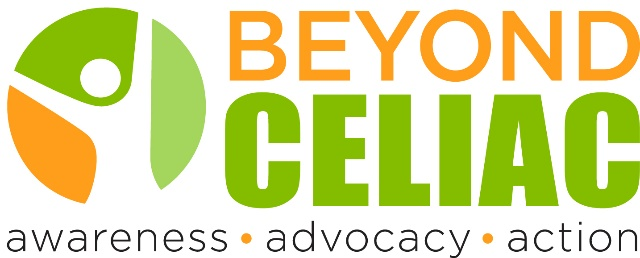 BEYOND
CELIAC
awareness • advocacy • action